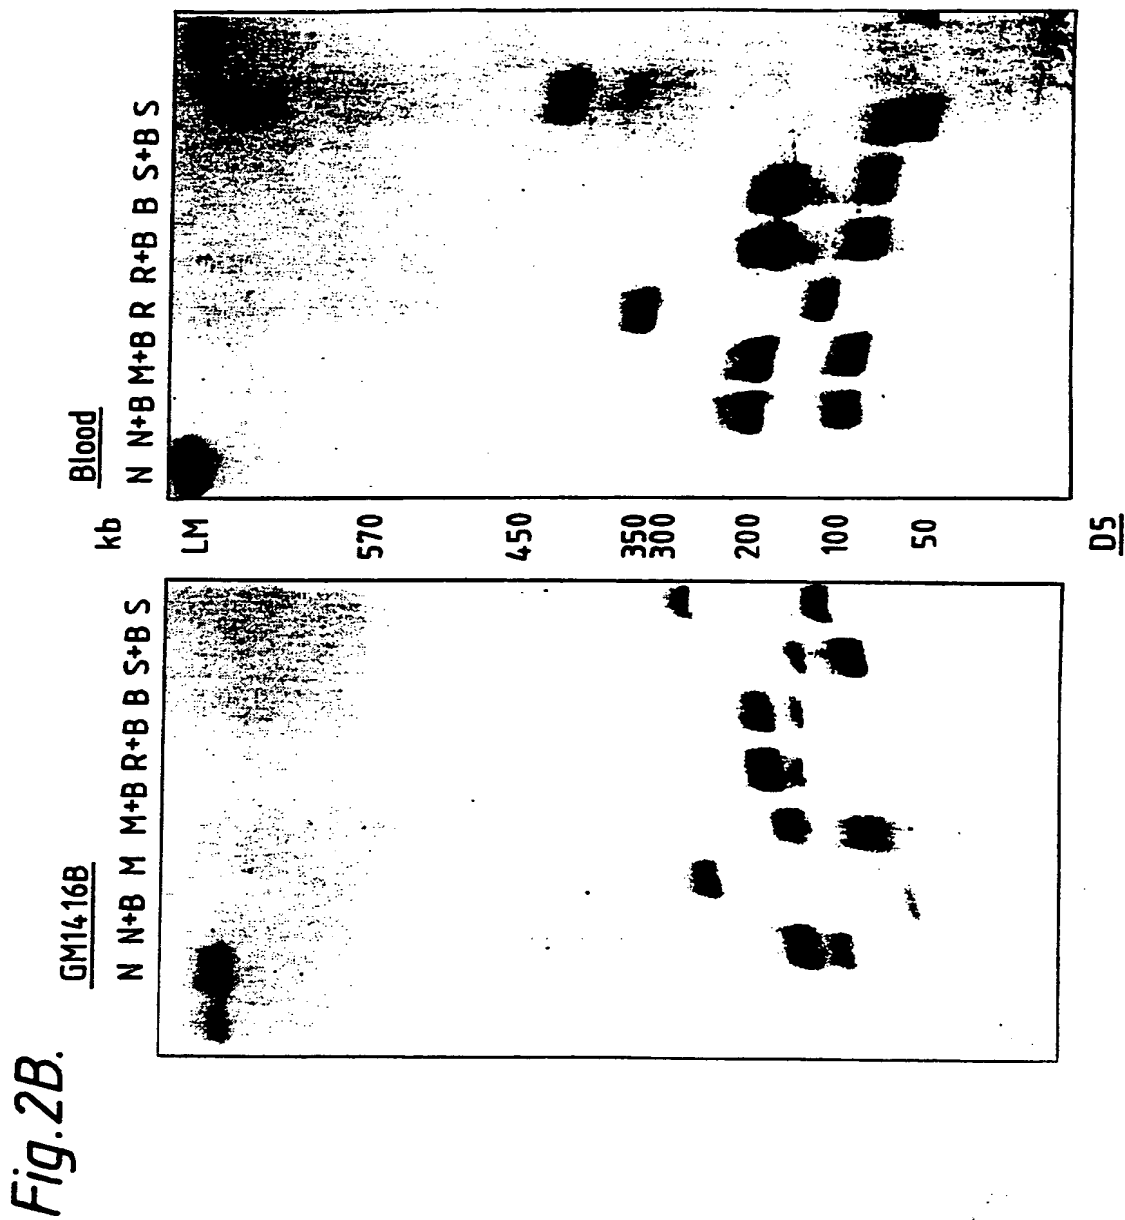 Fig.2B.
GM1416B
N N+B M M+B R+B B S+B S
kb
LM
570
450
350
300
200
100
50
Blood
N N+B M+B R R+B B S+B S
D5